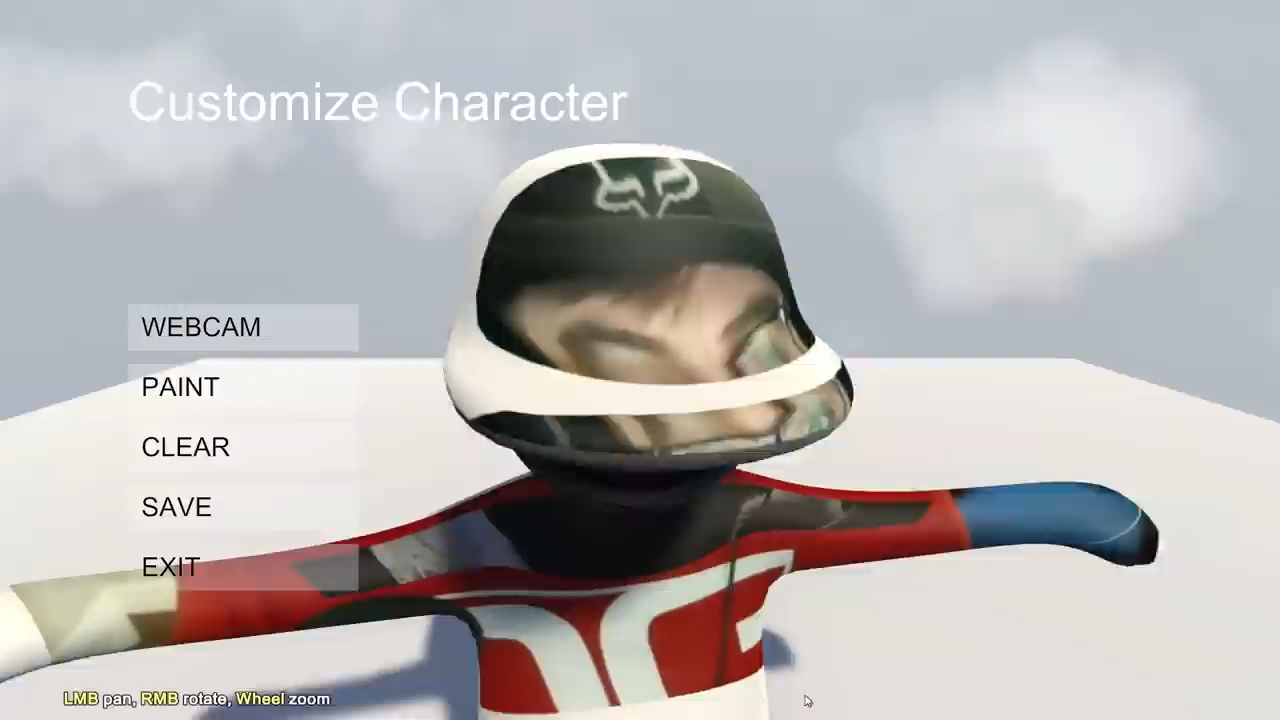 Customize Character
WEBCAM
PAINT
CLEAR
SAVE
EXIT
LMB pan, RMB rotate, Wheel zoom